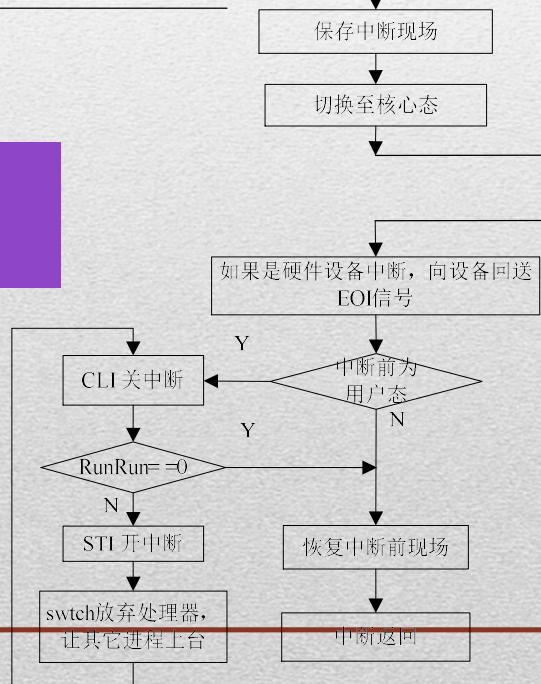 保存中断现场
切换至核心态
如果是硬件设备中断，向设备回送
EOI信号
Y
CLI 关中断
中断前为
用户态
Y
N
RunRun==0
N
STI 开中断
恢复中断前现场
swtch放弃处理器，
让其它进程上台
中断返回